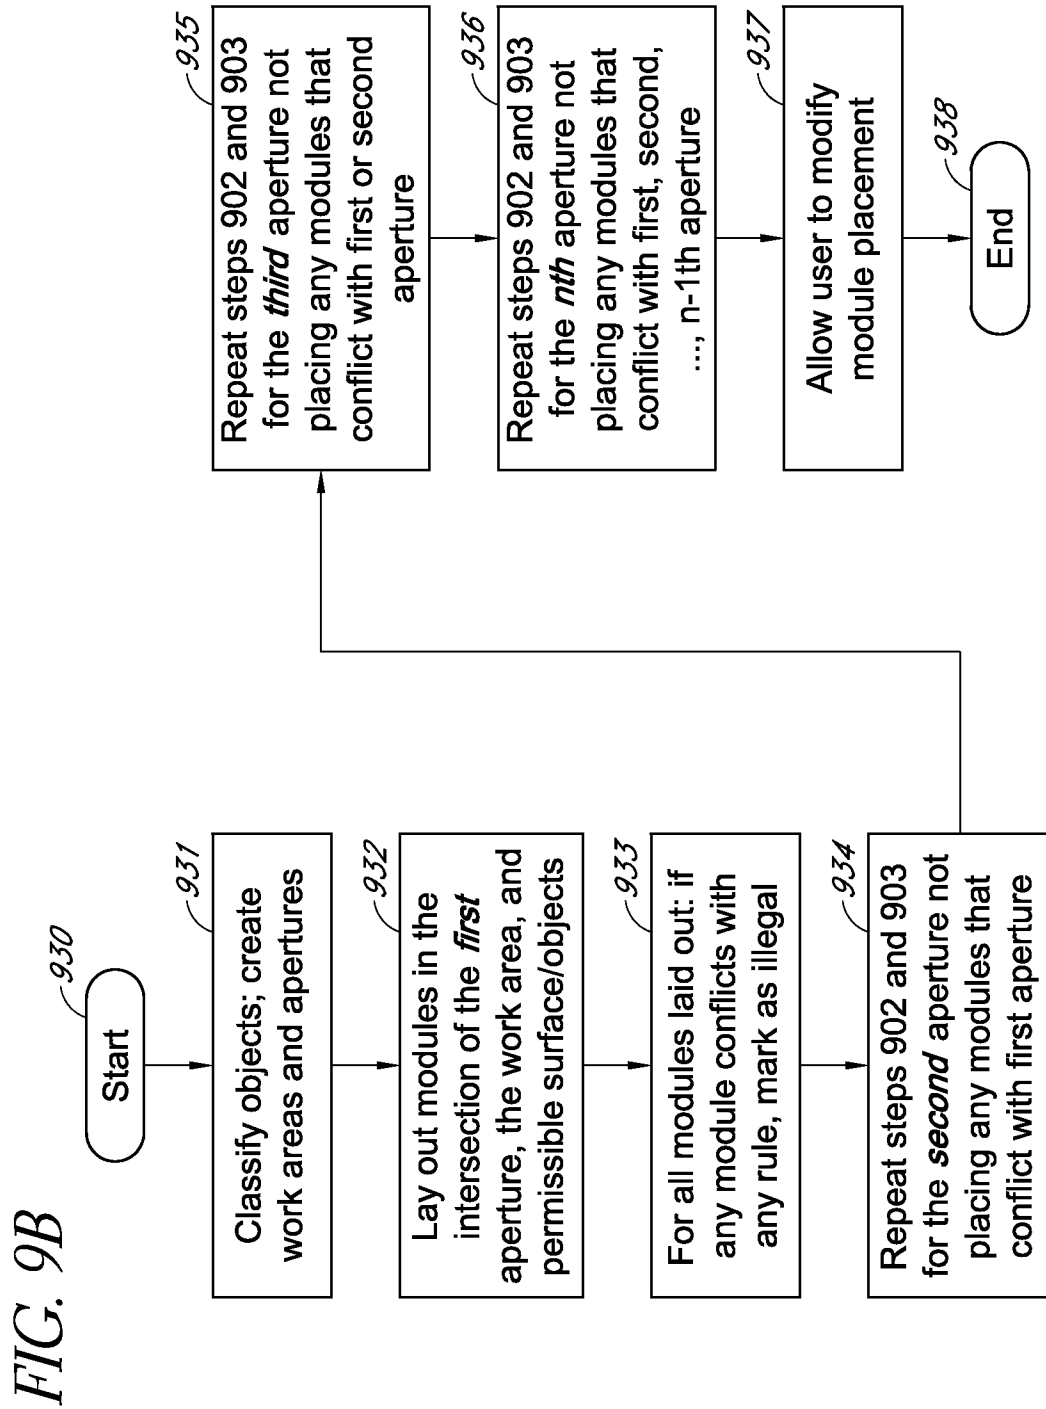 FIG. 9B
930
Start
931
Classify objects; create
work areas and apertures
932
Lay out modules in the
intersection of the first
aperture, the work area, and
permissible surface/objects
933
For all modules laid out: if
any module conflicts with
any rule, mark as illegal
934
Repeat steps 902 and 903
for the second aperture not
placing any modules that
conflict with first aperture
935
Repeat steps 902 and 903
for the third aperture not
placing any modules that
conflict with first or second
aperture
936
Repeat steps 902 and 903
for the nth aperture not
placing any modules that
conflict with first, second,
..., n-1th aperture
937
Allow user to modify
module placement
938
End